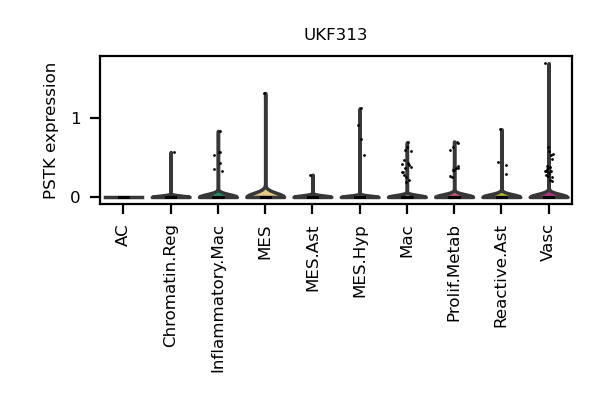 UKF313
PSTK expression
1
0
AC
Chromatin.Reg
Inflammatory.Mac
MES
MES.Ast
MES.Hyp
Mac
Prolif.Metab
Reactive.Ast
Vasc